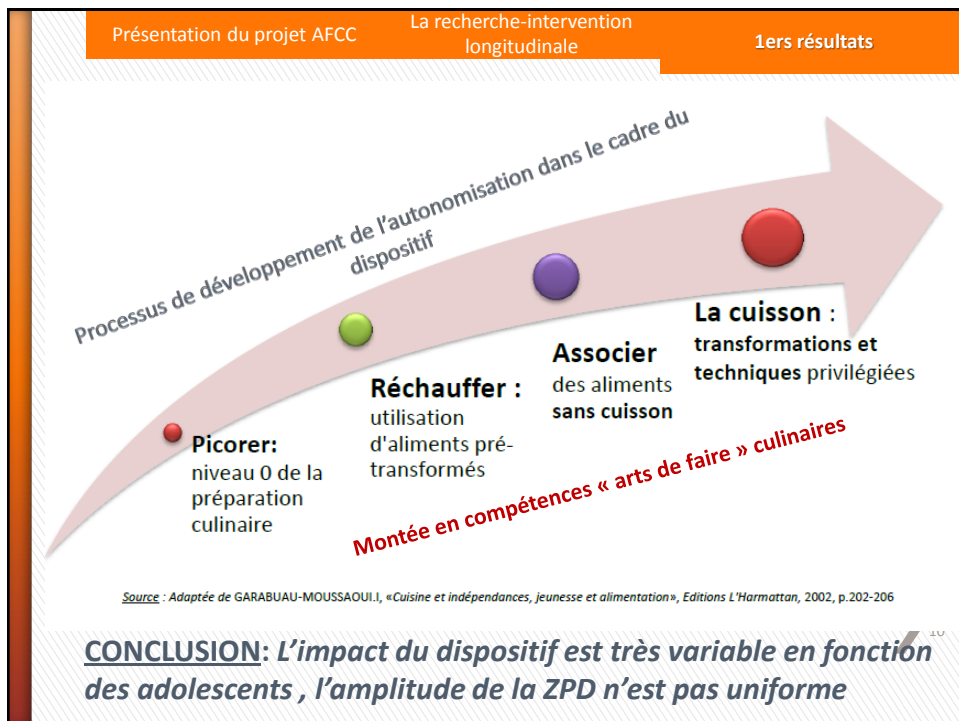 Présentation du projet AFCC
La recherche-intervention
longitudinale
1ers résultats
Processus de développement de l'autonomisation dans le cadre du
dispositif
Picorer:
niveau 0 de la
préparation
culinaire
Réchauffer :
utilisation
d'aliments pré-
transformés
Associer
des aliments
sans cuisson
La cuisson :
transformations et
techniques privilégiées
Montée en compétences « arts de faire » culinaires
Source : Adaptée de GARABUAU-MOUSSAOUI.I, «Cuisine et indépendances, jeunesse et alimentation», Editions L'Harmattan, 2002, p.202-206
10
CONCLUSION: L'impact du dispositif est très variable en fonction
des adolescents , l'amplitude de la ZPD n'est pas uniforme